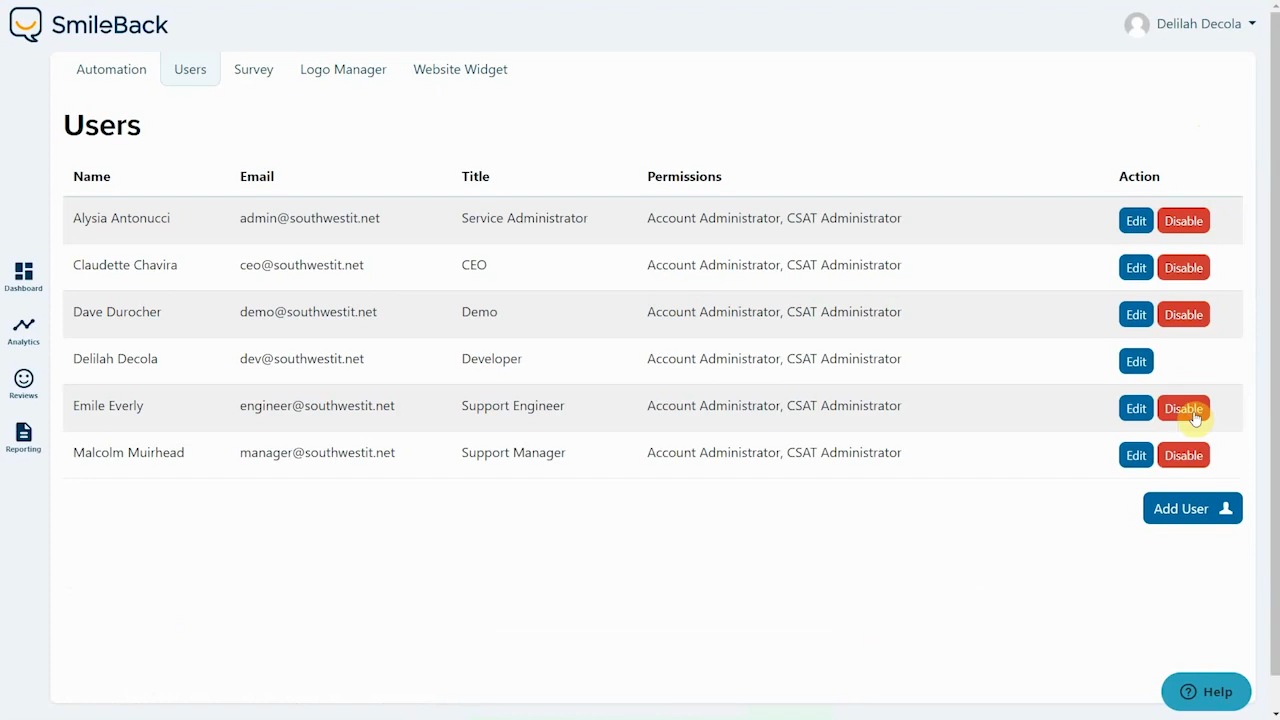 SmileBack
Delilah Decola
Automation Users Survey Logo Manager Website Widget
Users
Name Email Title Permissions Action
Alysia Antonucci admin@southwestit.net Service Administrator Account Administrator, CSAT Administrator Edit Disable
Claudette Chavira ceo@southwestit.net CEO Account Administrator, CSAT Administrator Edit Disable
Dave Durocher demo@southwestit.net Demo Account Administrator, CSAT Administrator Edit Disable
Delilah Decola dev@southwestit.net Developer Account Administrator, CSAT Administrator Edit
Emile Everly engineer@southwestit.net Support Engineer Account Administrator, CSAT Administrator Edit Disable
Malcolm Muirhead manager@southwestit.net Support Manager Account Administrator, CSAT Administrator Edit Disable
Add User
Dashboard
Analytics
Reviews
Reporting
Help